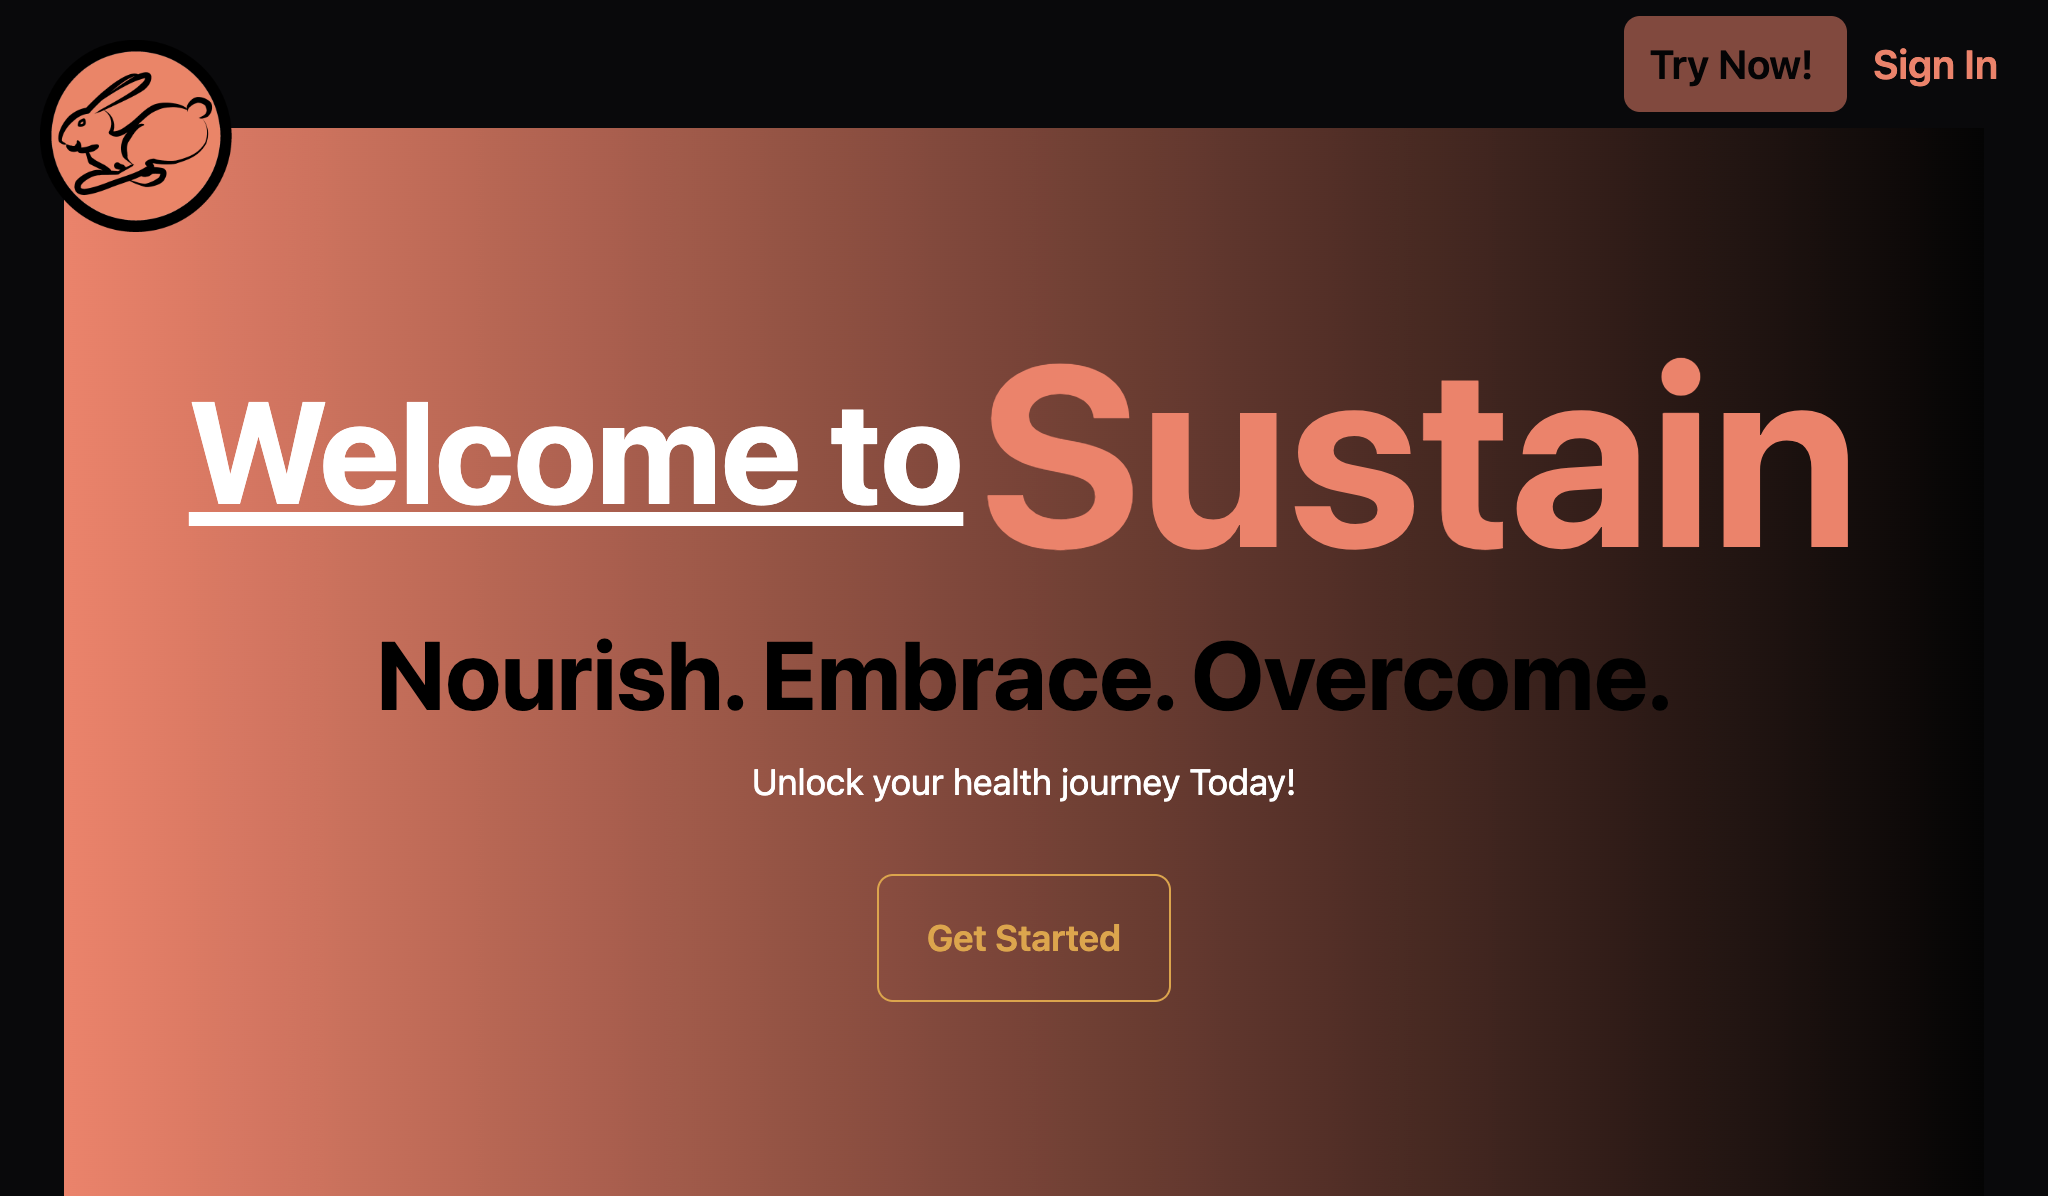 Try Now! Sign In
Welcome to Sustain
Nourish. Embrace. Overcome.
Unlock your health journey Today!
Get Started